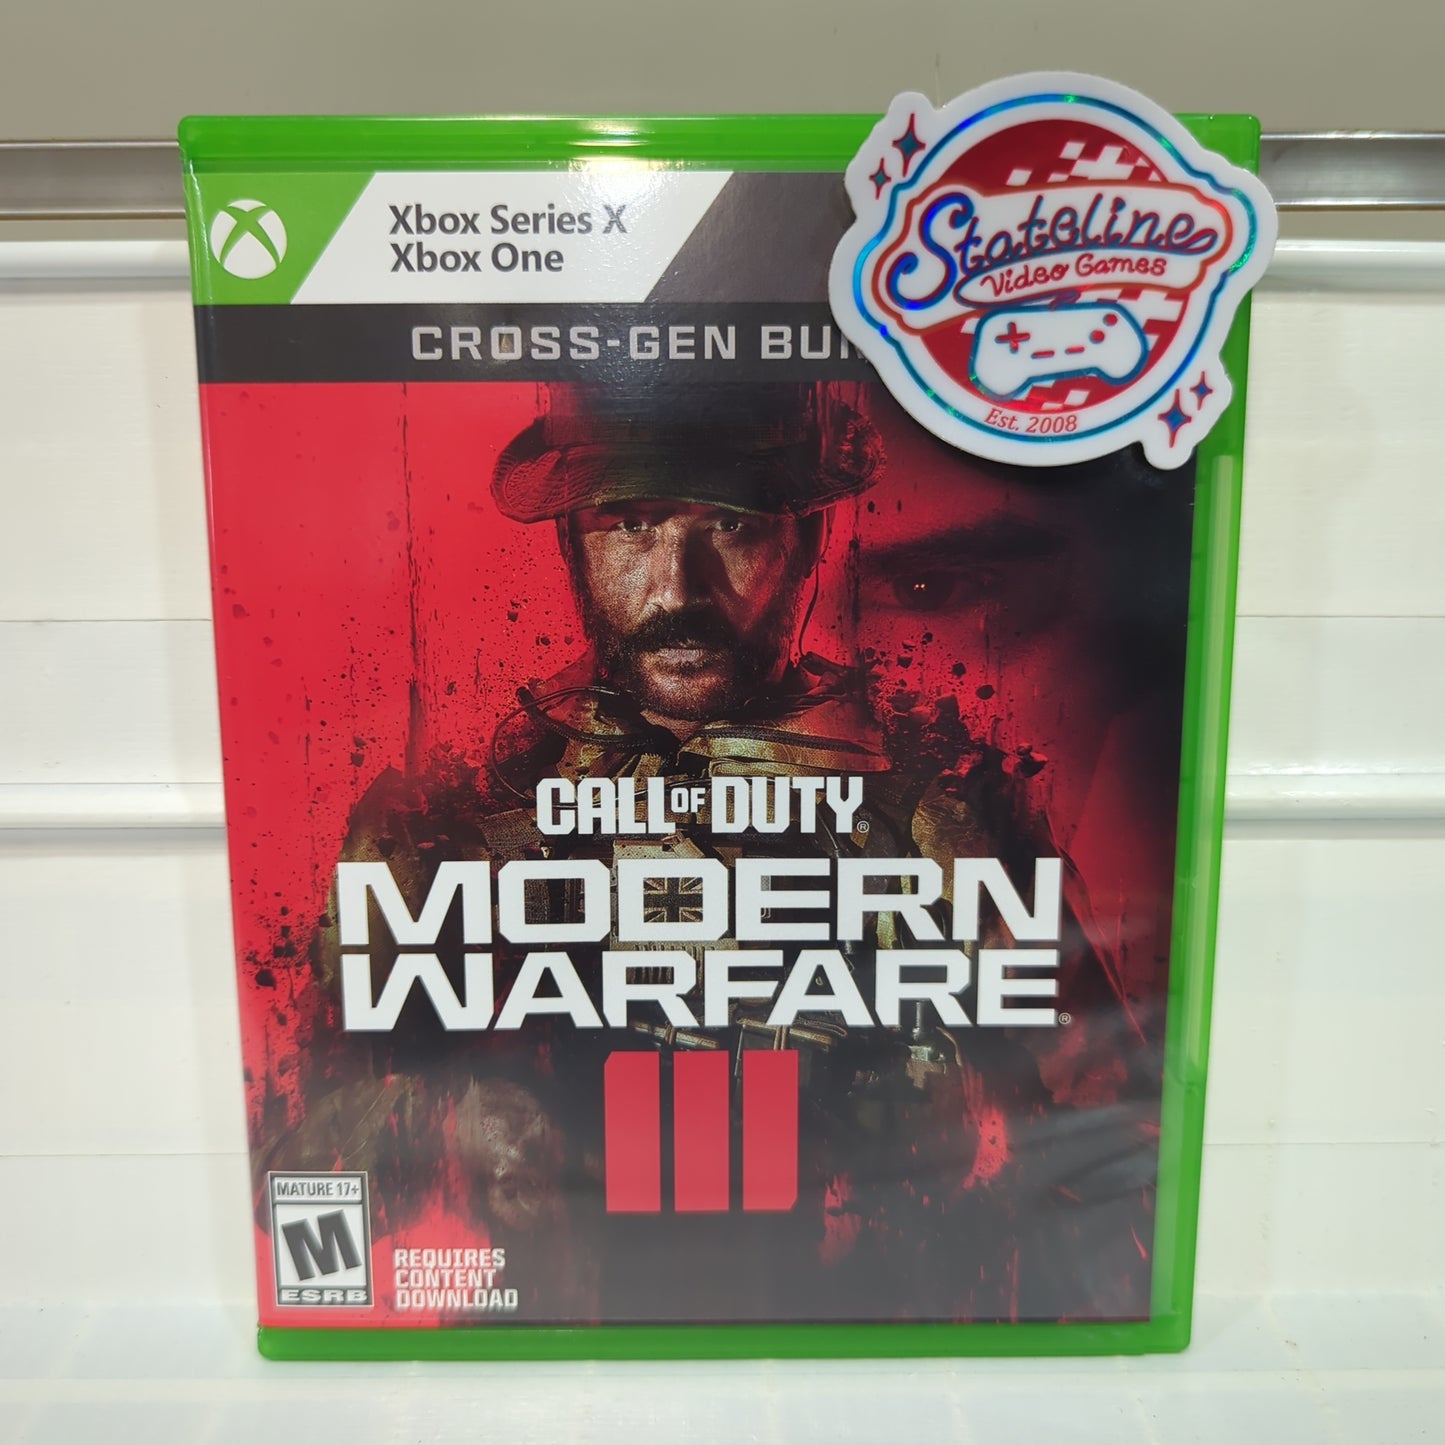 Xbox Series X
Xbox One
CROSS-GEN
Stateline
Video Games
Est. 2008
CALL OF DUTY®
MODERN
WARFARE®
III
MATURE 17+
M
ESRB
REQUIRES
CONTENT
DOWNLOAD